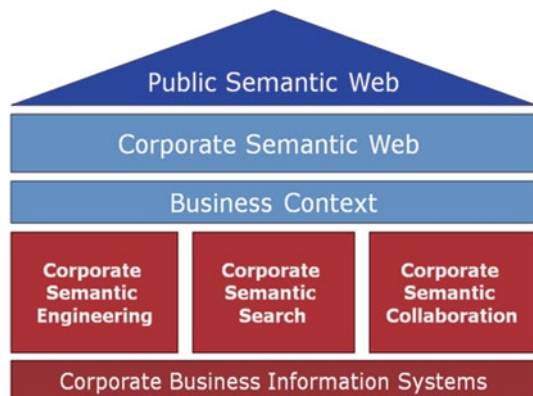 Public Semantic Web
Corporate Semantic Web
Business Context
Corporate
Semantic
Engineering
Corporate
Semantic
Search
Corporate
Semantic
Collaboration
Corporate Business Information Systems